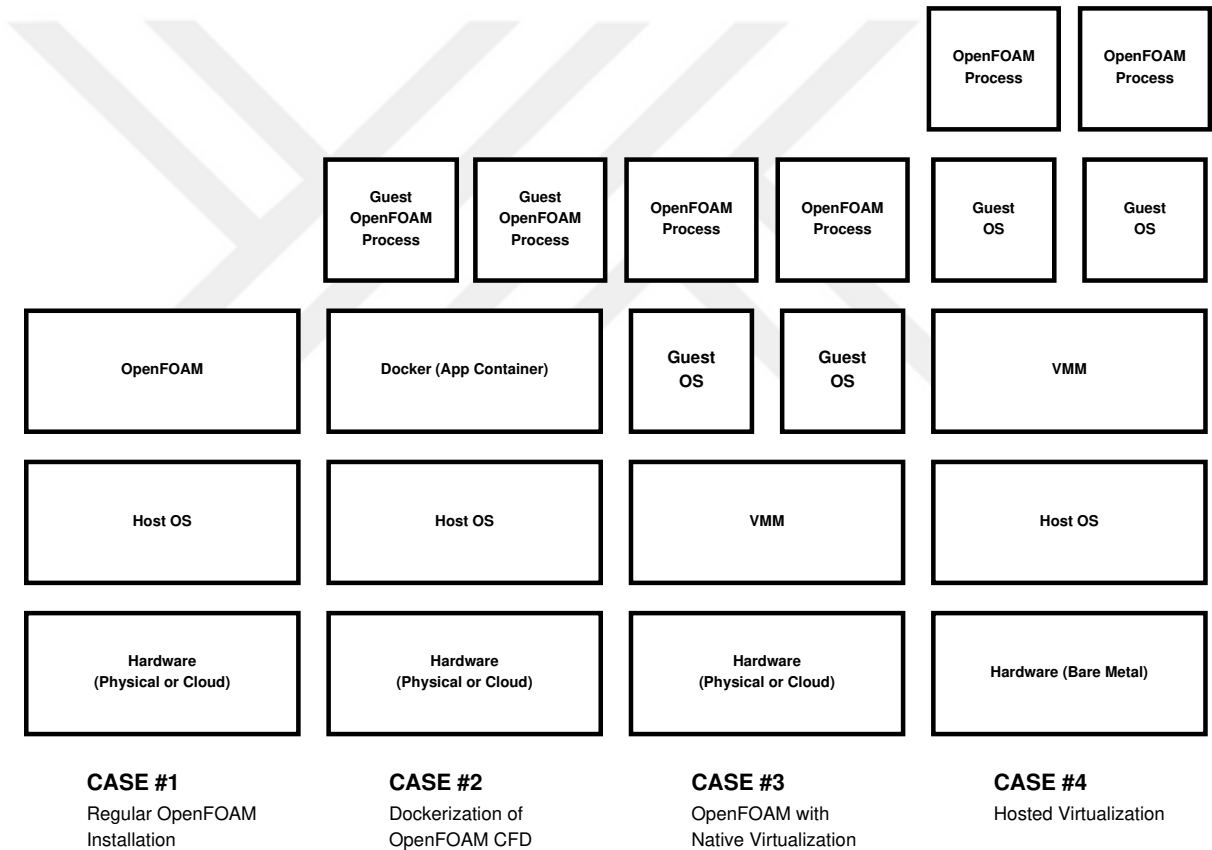 OpenFOAM
Process
OpenFOAM
Process
Guest
OpenFOAM
Process
Guest
OpenFOAM
Process
OpenFOAM
Process
OpenFOAM
Process
Guest
OS
Guest
OS
OpenFOAM
Docker (App Container)
Guest
OS
Guest
OS
VMM
Host OS
Host OS
VMM
Host OS
Hardware
(Physical or Cloud)
Hardware
(Physical or Cloud)
Hardware
(Physical or Cloud)
Hardware (Bare Metal)
CASE #1
Regular OpenFOAM
Installation
CASE #2
Dockerization of
OpenFOAM CFD
CASE #3
OpenFOAM with
Native Virtualization
CASE #4
Hosted Virtualization